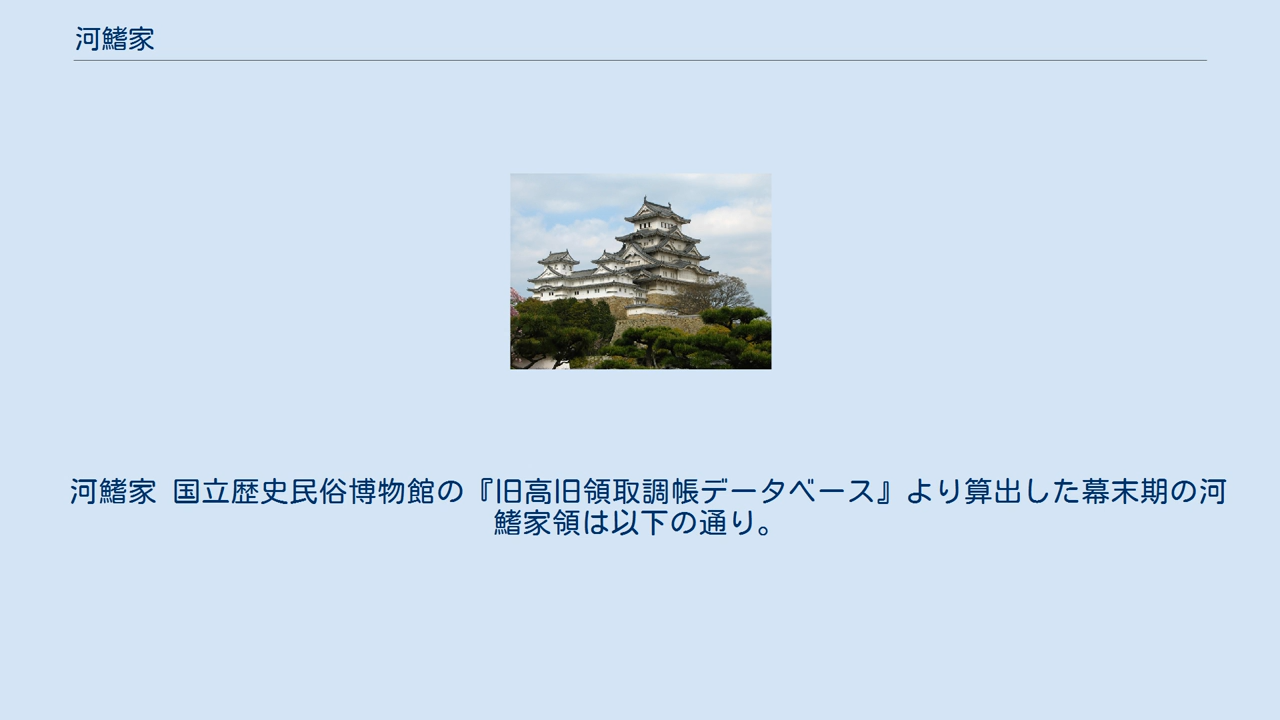 河鰭家
河鰭家 国立歴史民俗博物館の『旧高旧領取調帳データベース』より算出した幕末期の河
鰭家領は以下の通り。